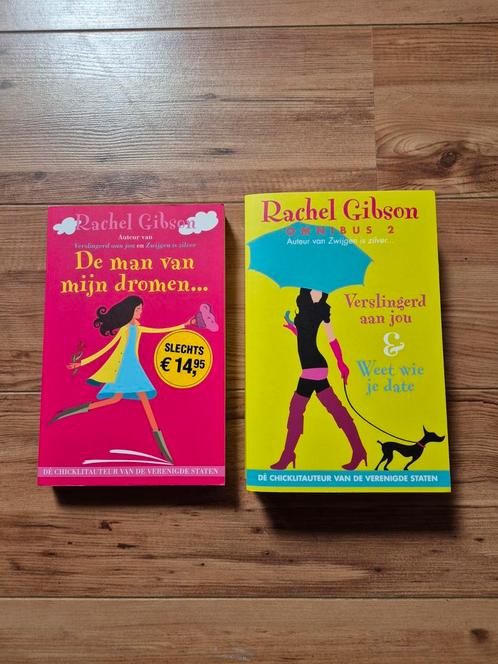 Rachel Gibson
Auteur van
Verslingerd aan jou en Zwijgen is zilver
De man van
mijn dromen...
SLECHTS
€ 14,95
DÉ CHICKLITAUTEUR VAN DE VERENIGDE STATEN
Rachel Gibson
OMNIBUS 2
Auteur van Zwijgen is zilver...
Verslingerd
aan jou
&
Weet wie
je date
DÉ CHICKLITAUTEUR VAN DE VERENIGDE STATEN